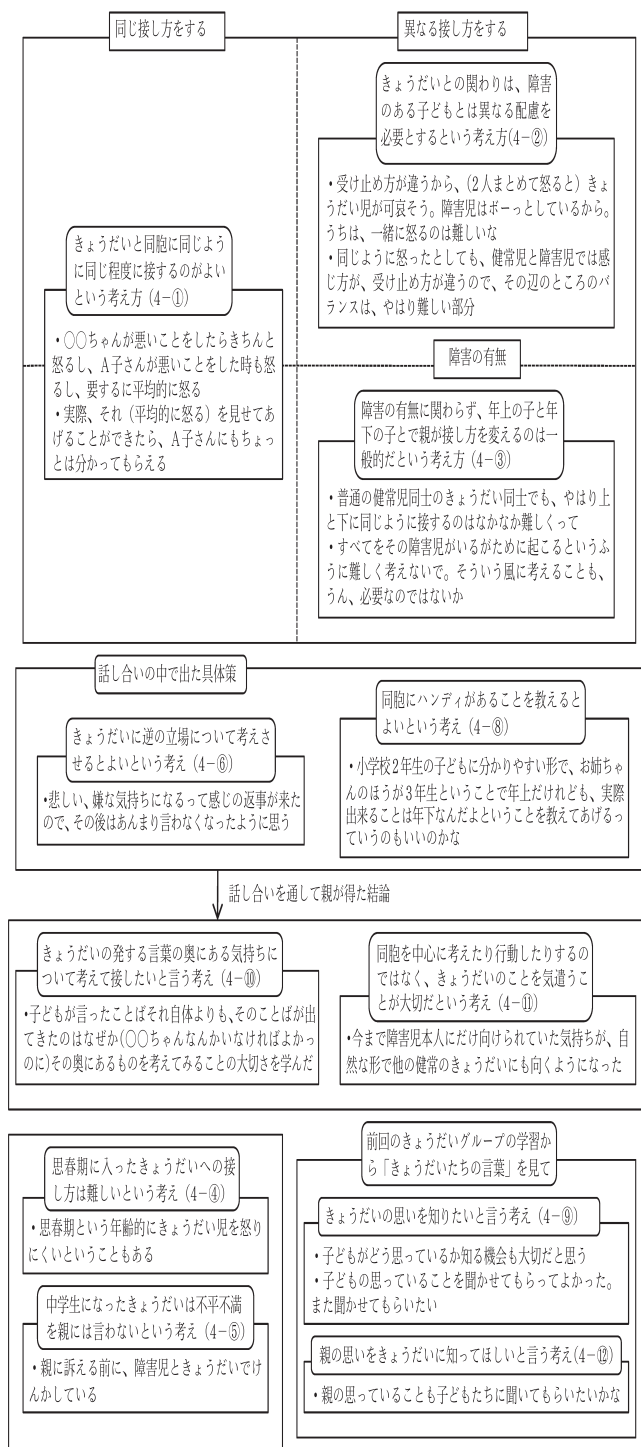 同じ接し方をする
異なる接し方をする
きょうだいとの関わりは、障害
のある子どもとは異なる配慮を
必要とするという考え方(4−②)
・受け止め方が違うから、(2人まとめて怒ると) きょ
うだい児が可哀そう。障害児はボーっとしているから。
うちは、一緒に怒るのは難しいな
・同じように怒ったとしても、健常児と障害児では感
じ方が、受け止め方が違うので、その辺のところのバ
ランスは、やはり難しい部分
きょうだいと同胞に同じよう
に同じ程度に接するのがよい
という考え方 (4−①)
・○○ちゃんが悪いことをしたらきちんと
怒るし、A子さんが悪いことをした時も怒
るし、要するに平均的に怒る
・実際、それ（平均的に怒る）を見せてあ
げることができたら、A子さんにもちょっ
とは分かってもらえる
障害の有無
障害の有無に関わらず、年上の子と年
下の子とで親が接し方を変えるのは一
般的だという考え方 (4−③)
・普通の健常児同士のきょうだい同士でも、やはり上
と下に同じように接するのはなかなか難しくって
・すべてをその障害児がいるがために起こるというふ
うに難しく考えないで。そういう風に考えることも、
うん、必要なのではないか
話し合いの中で出た具体策
きょうだいに逆の立場について考えさ
せるとよいという考え (4−⑥)
・悲しい、嫌な気持ちになるって感じの返事が来た
ので、その後はあんまり言わなくなったように思う
同胞にハンディがあることを教えると
よいという考え (4−⑧)
・小学校2年生の子どもに分かりやすい形で、お姉ち
ゃんのほうが3年生ということで年上だけれども、実際
出来ることは年下なんだよということを教えてあげるっ
ていうのもいいのかな
話し合いを通して親が得た結論
きょうだいの発する言葉の奥にある気持ちに
ついて考えて接したいと言う考え (4−⑩)
・子どもが言ったことばそれ自体よりも、そのことばが出
てきたのはなぜか(○○ちゃんなんかいなければよかっ
のに)その奥にあるものを考えてみることの大切さを学んだ
同胞を中心に考えたり行動したりするの
ではなく、きょうだいのことを気遣うこ
とが大切だという考え (4−⑪)
・今まで障害児本人にだけ向けられていた気持ちが、自
然な形で他の健常のきょうだいにも向くようになった
思春期に入ったきょうだいへの接
し方は難しいという考え (4−④)
・思春期という年齢的にきょうだい児を怒り
にくいということもある
中学生になったきょうだいは不平不満
を親には言わないという考え (4−⑤)
・親に訴える前に、障害児ときょうだいでけ
んかしている
前回のきょうだいグループの学習か
ら「きょうだいたちの言葉」を見て
きょうだいの思いを知りたいと言う考え (4−⑨)
・子どもがどう思っているか知る機会も大切だと思う
・子どもの思っていることを聞かせてもらってよかった。
また聞かせてもらいたい
親の思いをきょうだいに知ってほしいと言う考え(4−⑫)
・親の思っていることも子どもたちに聞いてもらいたいかな